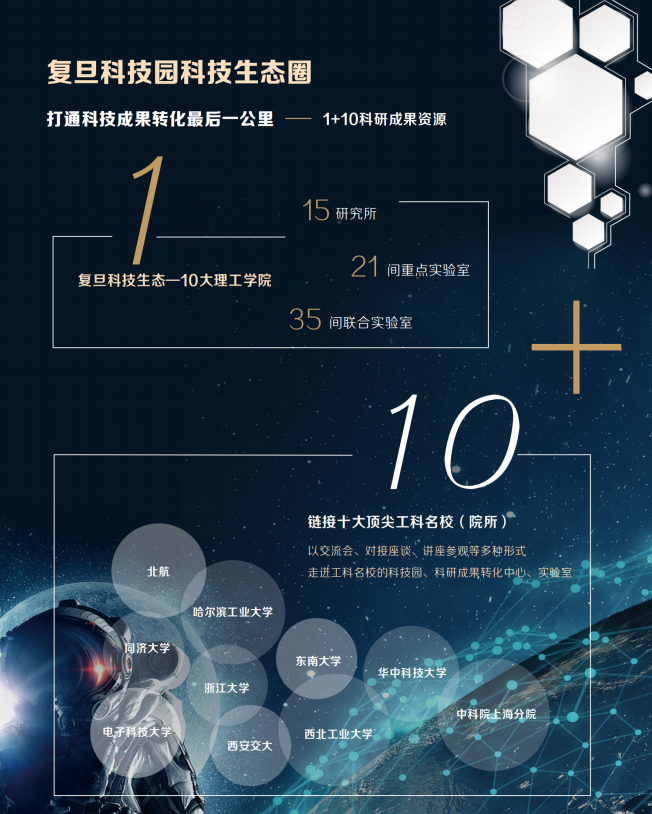 复旦科技园科技生态圈
打通科技成果转化最后一公里 — 1+10科研成果资源
1
15 研究所
21 间重点实验室
复旦科技生态—10大理工学院
35 间联合实验室
+
10
链接十大顶尖工科名校（院所）
以交流会、对接座谈、讲座参观等多种形式
走进工科名校的科技园、科研成果转化中心、实验室
北航
哈尔滨工业大学
同济大学
东南大学
华中科技大学
浙江大学
中科院上海分院
电子科技大学
西北工业大学
西安交大